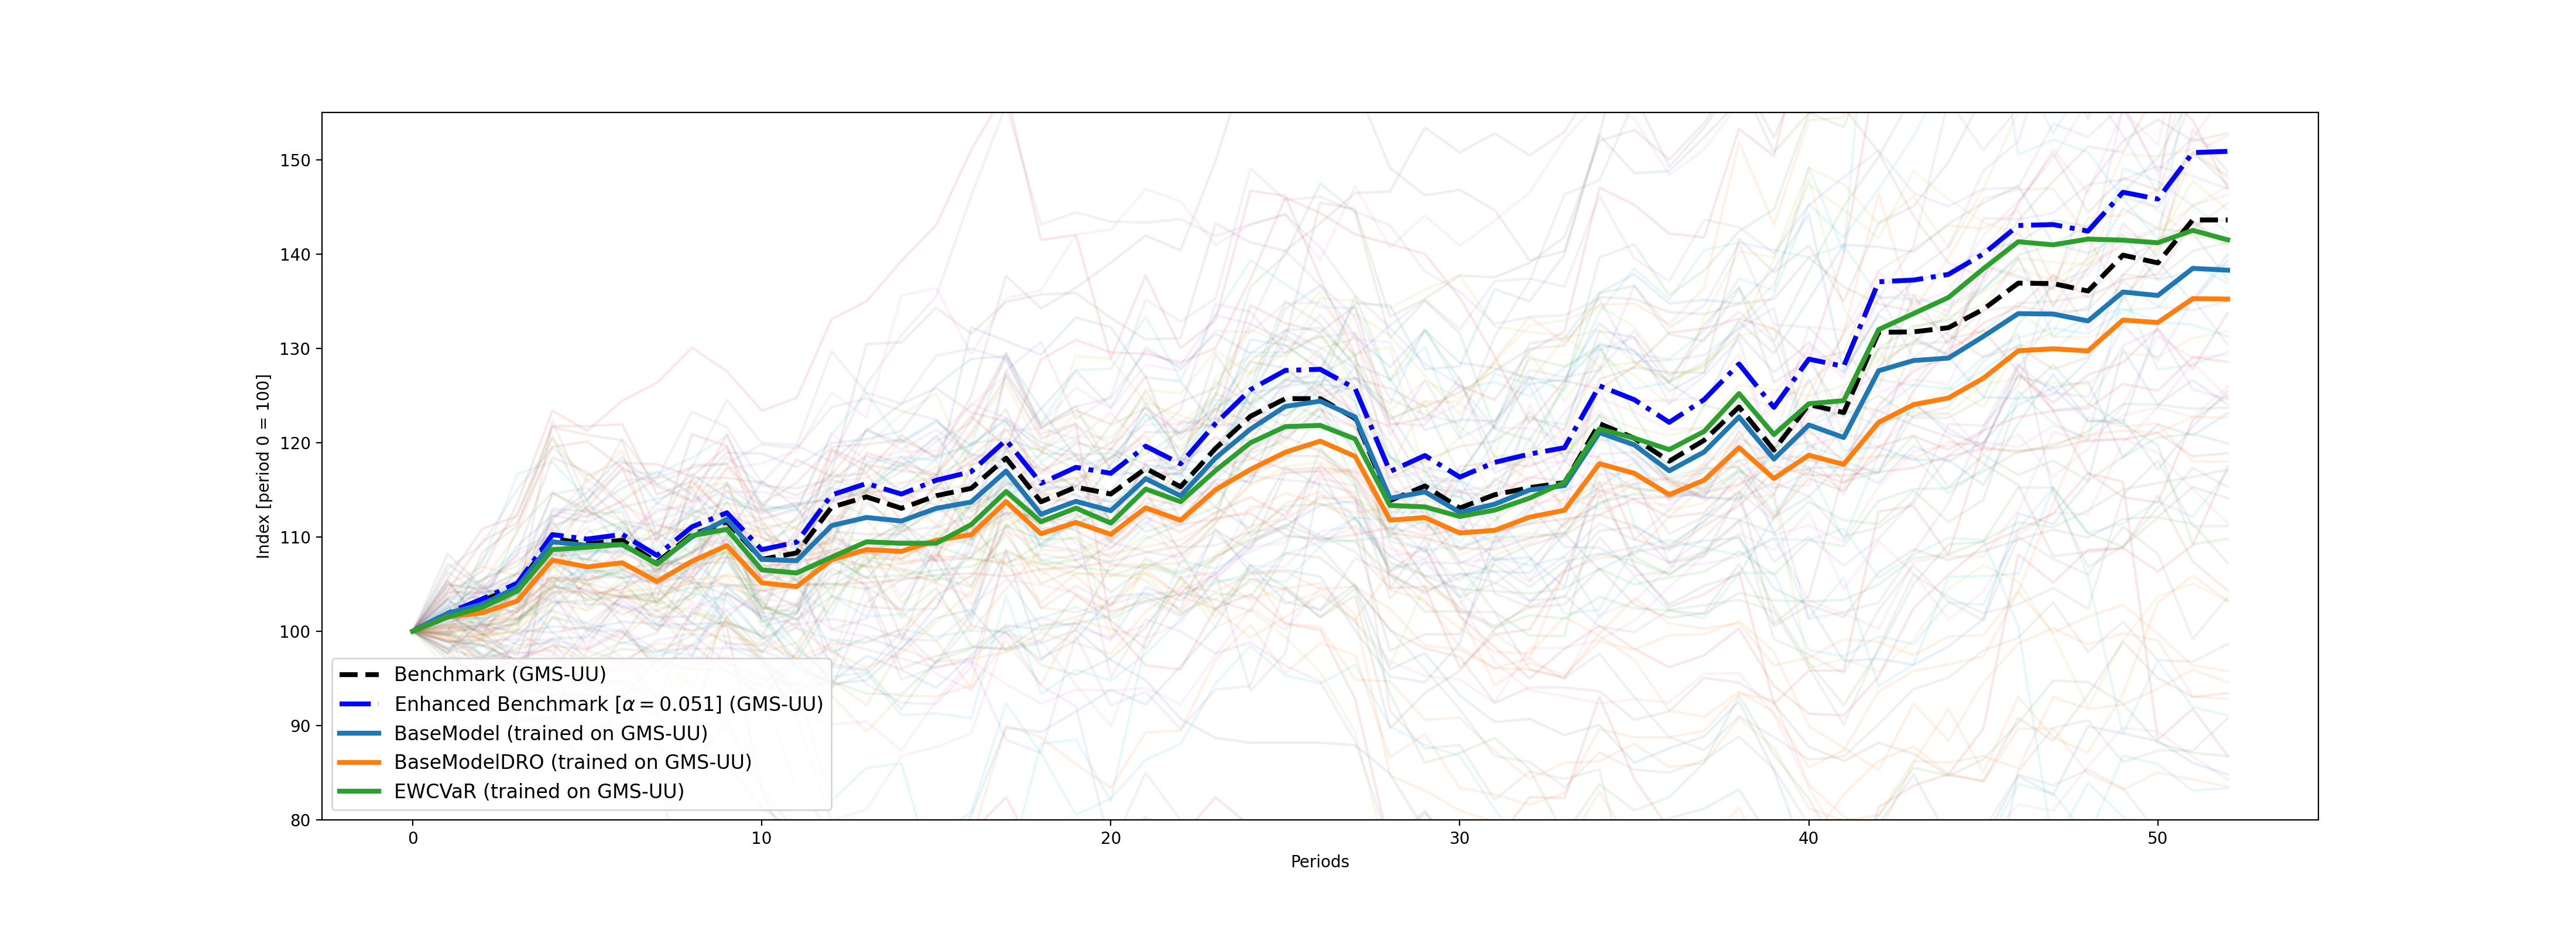 150
140
130
120
110
100
90
80
Index [period 0 = 100]
Benchmark (GMS-UU)
Enhanced Benchmark [α = 0.051] (GMS-UU)
BaseModel (trained on GMS-UU)
BaseModelDRO (trained on GMS-UU)
EWCVaR (trained on GMS-UU)
0 10 20 30 40 50
Periods